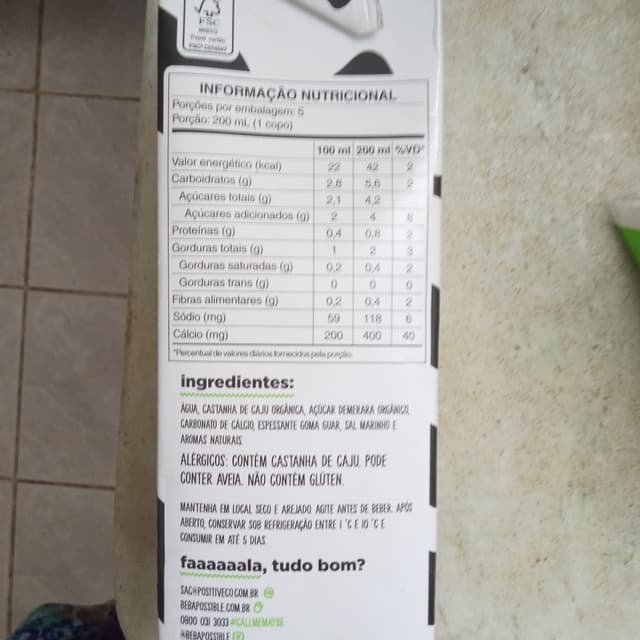 FSC
MISTO
Papel cartão
INFORMAÇÃO NUTRICIONAL
Porções por embalagem: 5
Porção: 200 mL (1 copo)
100 ml 200 ml %VD*
Valor energético (kcal) 22 42 2
Carboidratos (g) 2,8 5,6 2
Açúcares totais (g) 2,1 4,2
Açúcares adicionados (g) 2 4 8
Proteínas (g) 0,4 0,8 2
Gorduras totais (g) 1 2 3
Gorduras saturadas (g) 0,2 0,4 2
Gorduras trans (g) 0 0 0
Fibras alimentares (g) 0,2 0,4 2
Sódio (mg) 59 118 6
Cálcio (mg) 200 400 40
*Percentual de valores diários fornecidos pela porção.
ingredientes:
ÁGUA, CASTANHA DE CAJU ORGÂNICA, AÇÚCAR DEMERARA ORGÂNICO,
CARBONATO DE CÁLCIO, ESPESSANTE GOMA GUAR, SAL MARINHO E
AROMAS NATURAIS
ALÉRGICOS: CONTÉM CASTANHA DE CAJU. PODE
CONTER AVEIA. NÃO CONTÉM GLÚTEN.
MANTENHA EM LOCAL SECO E AREJADO. AGITE ANTES DE BEBER. APÓS
ABERTO, CONSERVAR SOB REFRIGERAÇÃO ENTRE 1 °C E 10 °C E
CONSUMIR EM ATÉ 5 DIAS.
faaaaaala, tudo bom?
SAC@POSITIVECO.COM.BR
BEBAPOSSIBLE.COM.BR
0800 031 3033 #CALLMEMAYBE
@BEBAPOSSIBLE